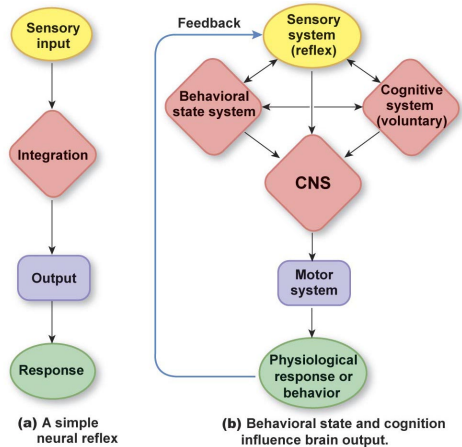 Sensory
input
Integration
Output
Response
(a) A simple
neural reflex
Feedback
Sensory
system
(reflex)
Behavioral
state system
Cognitive
system
(voluntary)
CNS
Motor
system
Physiological
response or
behavior
(b) Behavioral state and cognition
influence brain output.